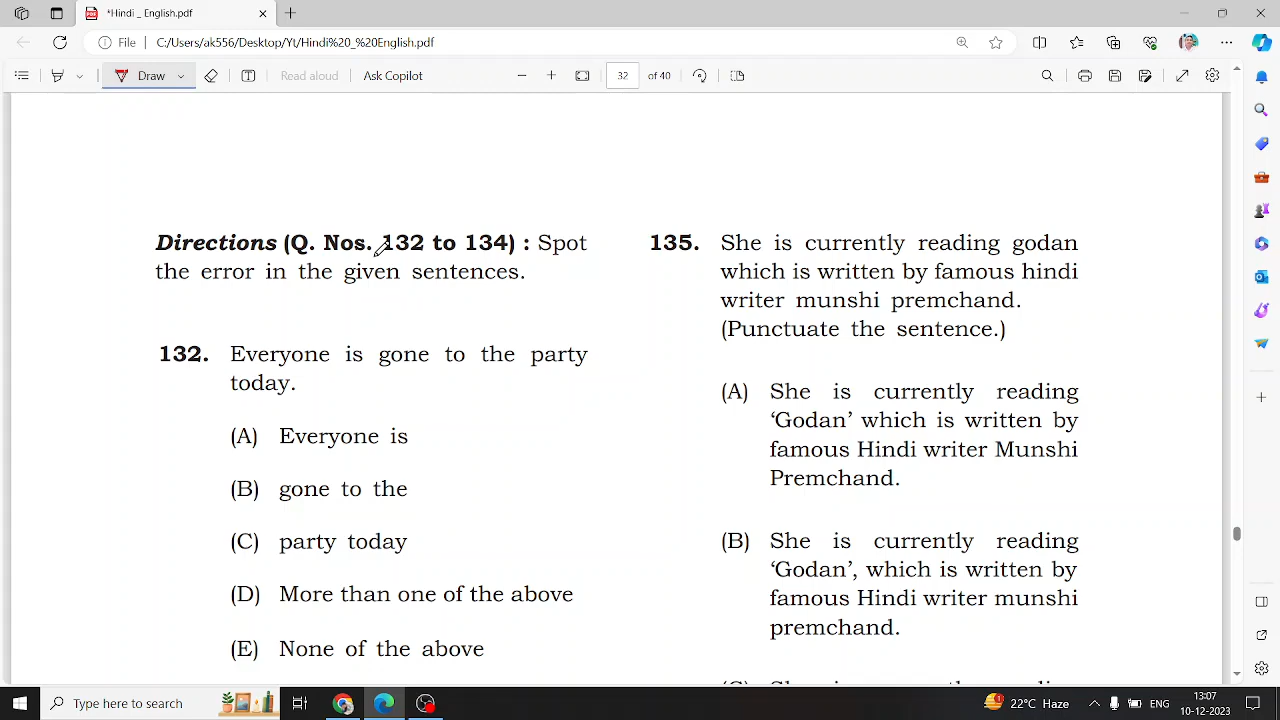 *Hindi _ English.pdf
File
C:/Users/ak556/Desktop/Yt/Hindi%20_%20English.pdf
Draw
Read aloud
Ask Copilot
32
of 40
Directions (Q. Nos. 132 to 134) : Spot
the error in the given sentences.
132. Everyone is gone to the party
today.
(A) Everyone is
(B) gone to the
(C) party today
(D) More than one of the above
(E) None of the above
135. She is currently reading godan
which is written by famous hindi
writer munshi premchand.
(Punctuate the sentence.)
(A) She is currently reading
‘Godan’ which is written by
famous Hindi writer Munshi
Premchand.
(B) She is currently reading
‘Godan’, which is written by
famous Hindi writer munshi
premchand.
Type here to search
22°C Haze
ENG
13:07
10-12-2023